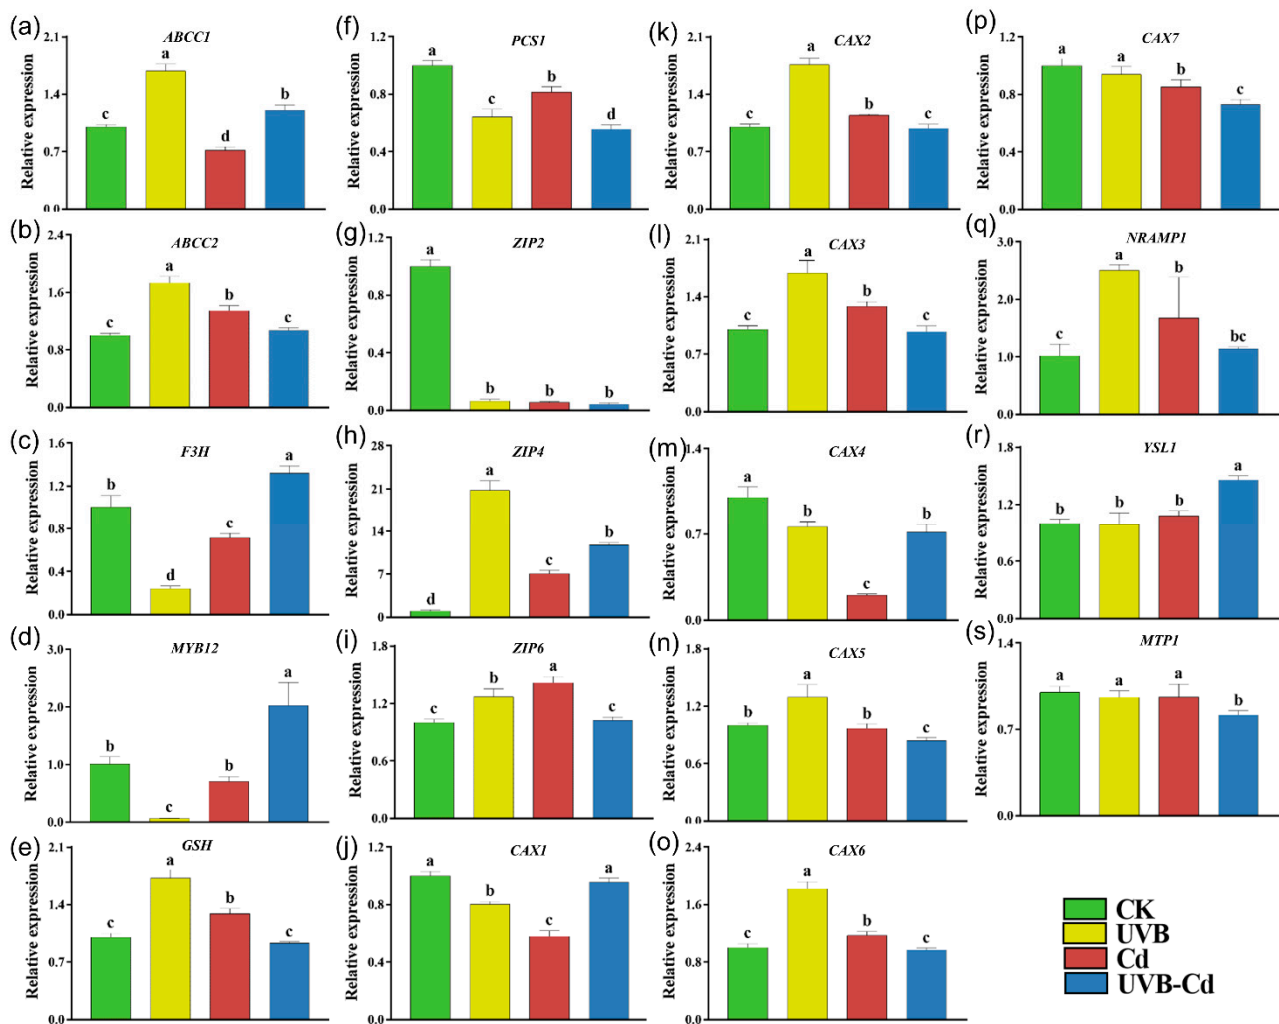 (a)
ABCC1
Relative expression
2.1
1.4
0.7
0.0
c
a
d
b
(b)
ABCC2
Relative expression
2.4
1.6
0.8
0.0
c
a
b
c
(c)
F3H
Relative expression
1.6
1.2
0.8
0.4
0.0
b
d
c
a
(d)
MYB12
Relative expression
3.0
2.0
1.0
0.0
b
c
b
a
(e)
GSH
Relative expression
2.1
1.4
0.7
0.0
c
a
b
c
(f)
PCS1
Relative expression
1.2
0.8
0.4
0.0
a
c
b
d
(g)
ZIP2
Relative expression
1.2
0.8
0.4
0.0
a
b
b
b
(h)
ZIP4
Relative expression
28
21
14
7
0
d
a
c
b
(i)
ZIP6
Relative expression
1.8
1.2
0.6
0.0
c
b
a
c
(j)
CAX1
Relative expression
1.2
0.8
0.4
0.0
a
b
c
a
(k)
CAX2
Relative expression
2.1
1.4
0.7
0.0
c
a
b
c
(l)
CAX3
Relative expression
2.1
1.4
0.7
0.0
c
a
b
c
(m)
CAX4
Relative expression
1.4
0.7
0.0
a
b
c
b
(n)
CAX5
Relative expression
1.8
1.2
0.6
0.0
b
a
b
c
(o)
CAX6
Relative expression
2.4
1.6
0.8
0.0
c
a
b
c
(p)
CAX7
Relative expression
1.2
0.8
0.4
0.0
a
a
b
c
(q)
NRAMP1
Relative expression
3.0
2.0
1.0
0.0
c
a
b
bc
(r)
YSL1
Relative expression
1.8
1.2
0.6
0.0
b
b
b
a
(s)
MTP1
Relative expression
1.4
0.7
0.0
a
a
a
b
CK
UVB
Cd
UVB-Cd